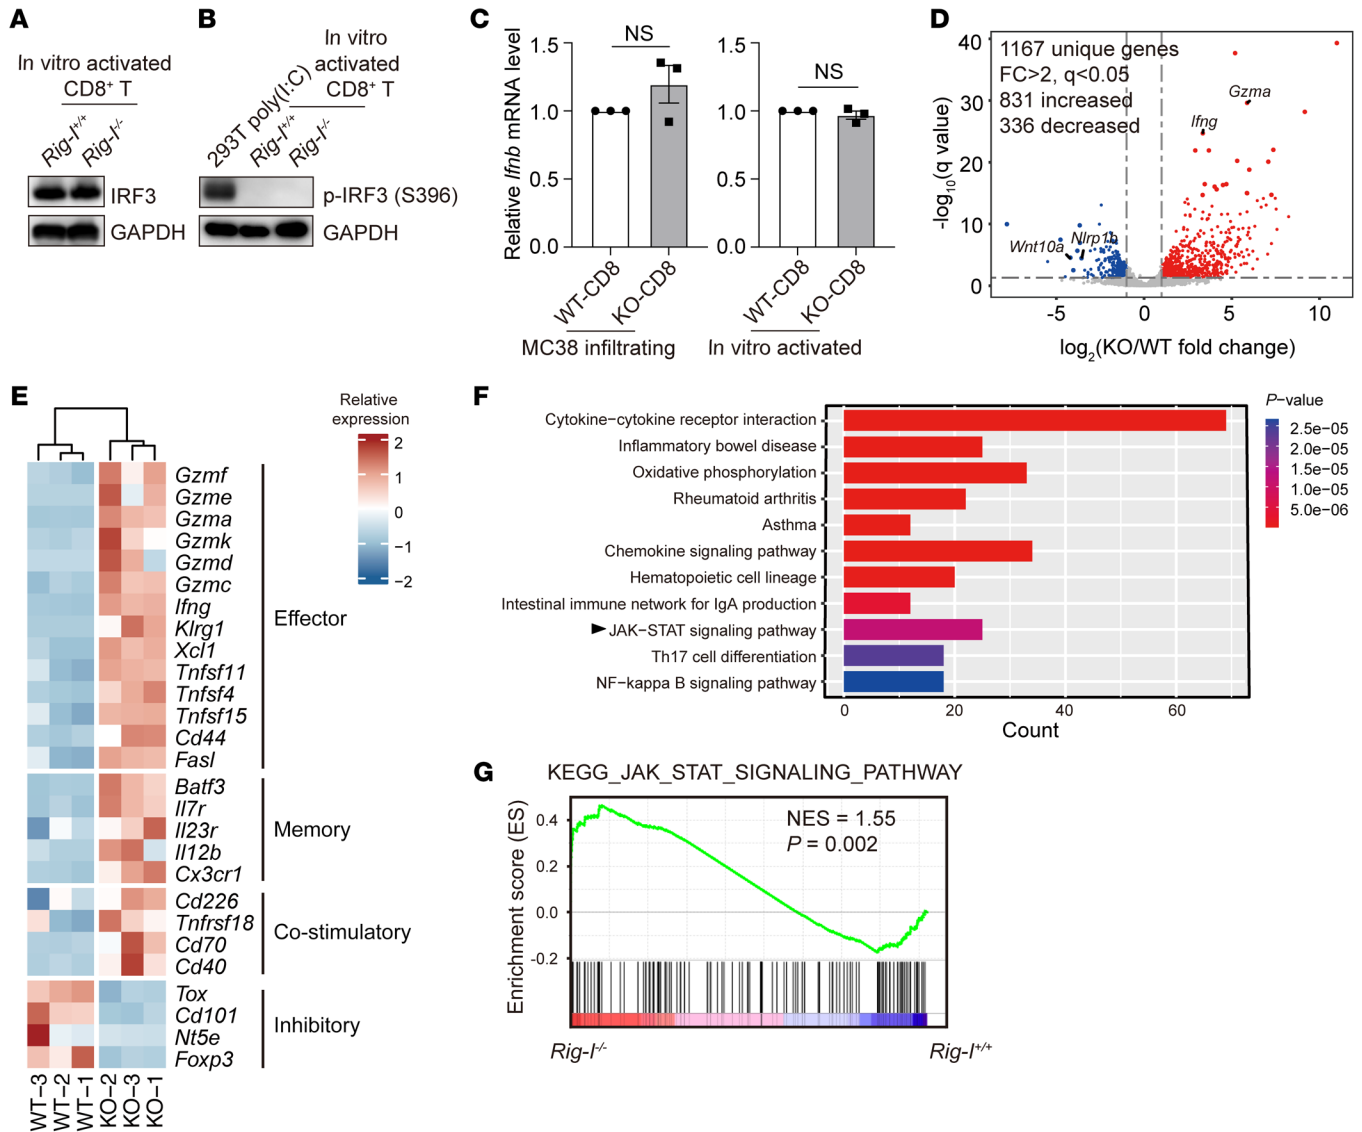 A
In vitro activated
CD8+ T
Rig-I+/+
Rig-I-/-
IRF3
GAPDH
B
In vitro
activated
CD8+ T
293T poly(I:C)
Rig-I+/+
Rig-I-/-
p-IRF3 (S396)
GAPDH
C
Relative Ifnb mRNA level
1.5
1.0
0.5
0.0
NS
WT-CD8
KO-CD8
MC38 infiltrating
1.5
1.0
0.5
0.0
NS
WT-CD8
KO-CD8
In vitro activated
D
-log10(q value)
40
30
20
10
0
1167 unique genes
FC>2, q<0.05
831 increased
336 decreased
Gzma
Ifng
Wnt10a
Nlrp1b
-5
0
5
10
log2(KO/WT fold change)
E
Relative
expression
2
1
0
−1
−2
Gzmf
Gzme
Gzma
Gzmk
Gzmd
Gzmc
Ifng
Klrg1
Xcl1
Tnfsf11
Tnfsf4
Tnfsf15
Cd44
Fasl
Effector
Batf3
Il7r
Il23r
Il12b
Cx3cr1
Memory
Cd226
Tnfrsf18
Cd70
Cd40
Co-stimulatory
Tox
Cd101
Nt5e
Foxp3
Inhibitory
WT−3
WT−2
WT−1
KO−2
KO−3
KO−1
F
Cytokine−cytokine receptor interaction
Inflammatory bowel disease
Oxidative phosphorylation
Rheumatoid arthritis
Asthma
Chemokine signaling pathway
Hematopoietic cell lineage
Intestinal immune network for IgA production
►JAK−STAT signaling pathway
Th17 cell differentiation
NF−kappa B signaling pathway
0
20
40
60
Count
P−value
2.5e−05
2.0e−05
1.5e−05
1.0e−05
5.0e−06
G
KEGG_JAK_STAT_SIGNALING_PATHWAY
Enrichment score (ES)
0.4
0.2
0.0
-0.2
NES = 1.55
P = 0.002
Rig-I-/-
Rig-I+/+